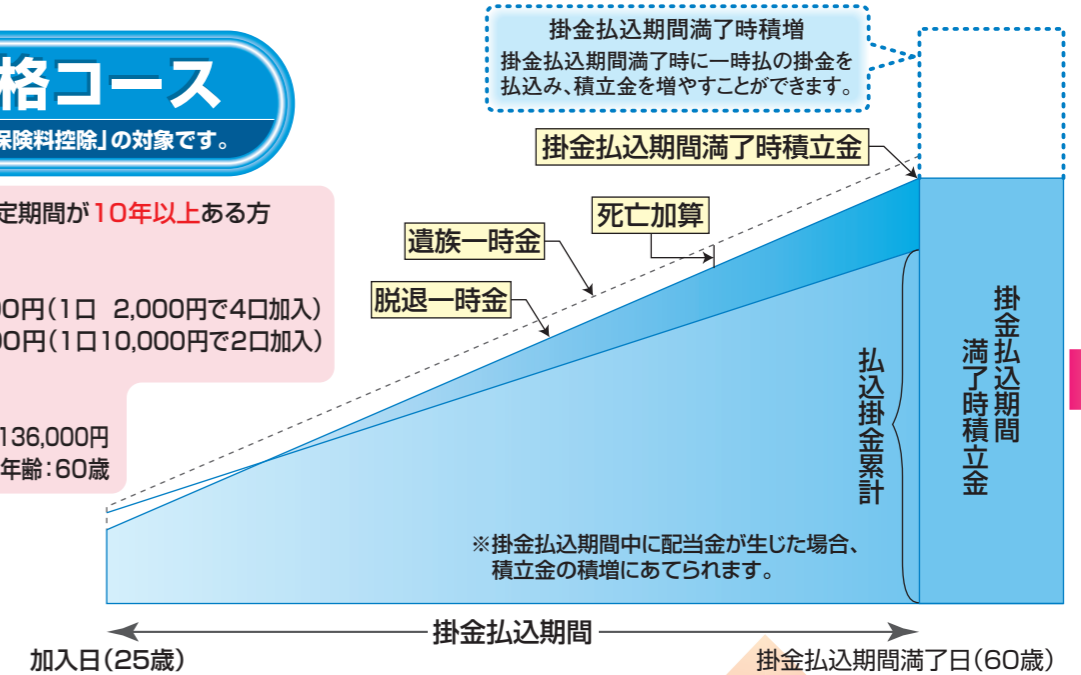 格コース
保険料控除」の対象です。
定期間が10年以上ある方
00円(1口 2,000円で4口加入)
00円(1口10,000円で2口加入)
136,000円
年齢:60歳
掛金払込期間満了時積増
掛金払込期間満了時に一時払の掛金を
払込み、積立金を増やすことができます。
掛金払込期間満了時積立金
死亡加算
遺族一時金
脱退一時金
払込掛金累計
掛金払込期間
満了時積立金
※掛金払込期間中に配当金が生じた場合、
積立金の積増にあてられます。
掛金払込期間
加入日(25歳)
掛金払込期間満了日(60歳)